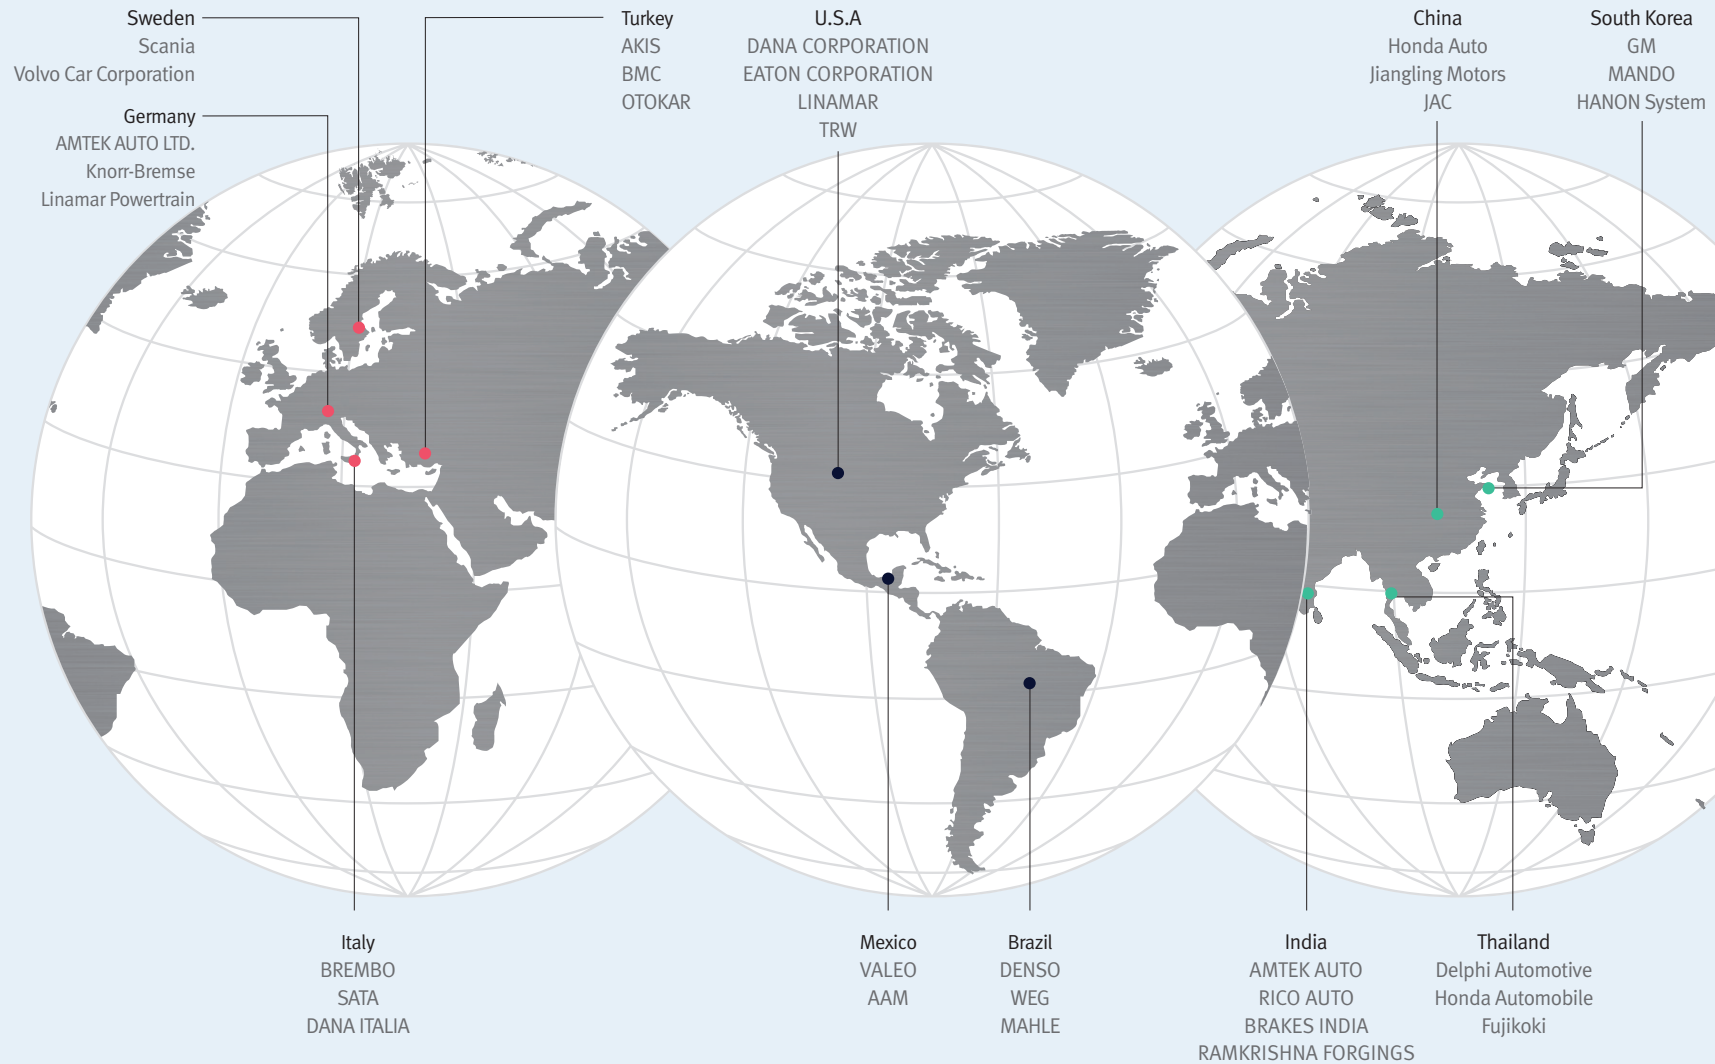 Sweden
Scania
Volvo Car Corporation
Germany
AMTEK AUTO LTD.
Knorr-Bremse
Linamar Powertrain
Turkey
AKIS
BMC
OTOKAR
U.S.A
DANA CORPORATION
EATON CORPORATION
LINAMAR
TRW
China
Honda Auto
Jiangling Motors
JAC
South Korea
GM
MANDO
HANON System
Italy
BREMBO
SATA
DANA ITALIA
Mexico
VALEO
AAM
Brazil
DENSO
WEG
MAHLE
India
AMTEK AUTO
RICO AUTO
BRAKES INDIA
RAMKRISHNA FORGINGS
Thailand
Delphi Automotive
Honda Automobile
Fujikoki